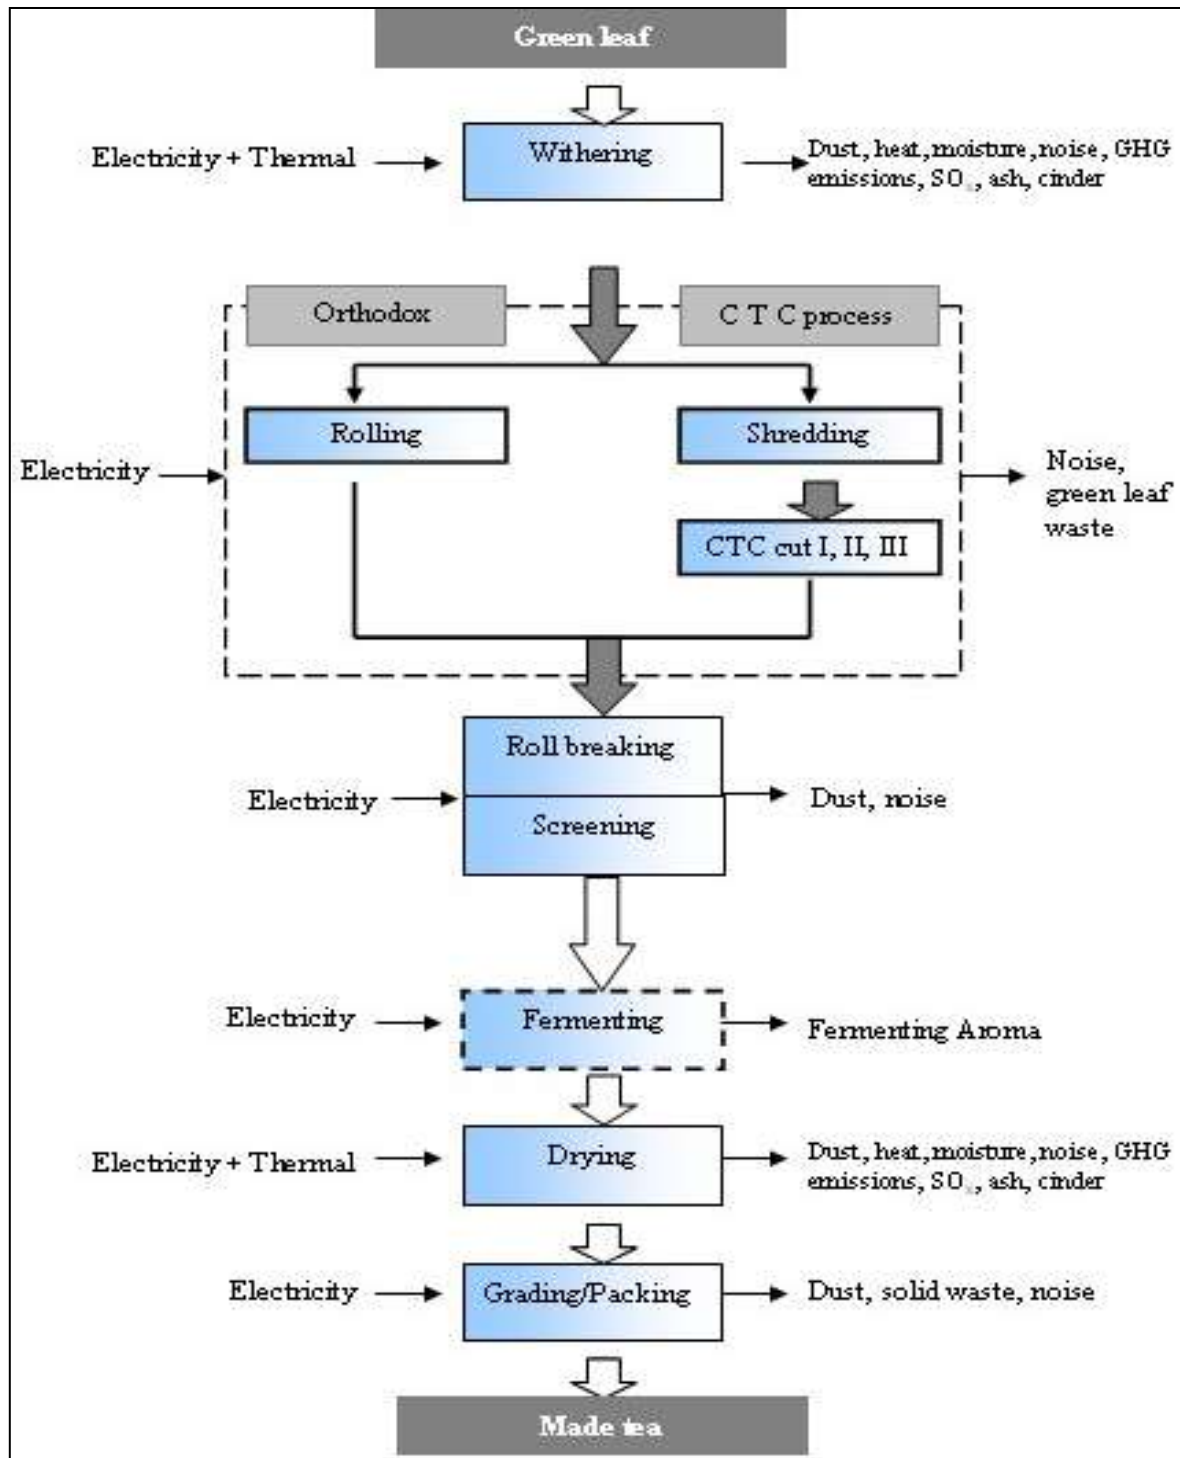 Green leaf
Electricity + Thermal
Withering
Dust, heat, moisture, noise, GHG
emissions, SOₓ, ash, cinder
Orthodox
C T C process
Rolling
Shredding
Electricity
Noise,
green leaf
waste
CTC cut I, II, III
Roll breaking
Electricity
Dust, noise
Screening
Electricity
Fermenting
Fermenting Aroma
Electricity + Thermal
Drying
Dust, heat, moisture, noise, GHG
emissions, SOₓ, ash, cinder
Electricity
Grading/Packing
Dust, solid waste, noise
Made tea